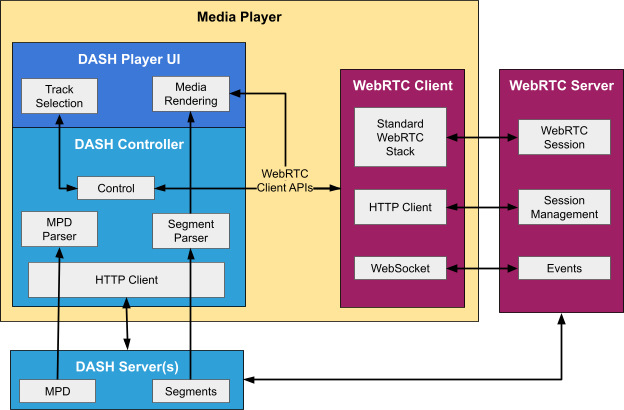 Media Player
DASH Player UI
Track
Selection
Media
Rendering
DASH Controller
Control
MPD
Parser
Segment
Parser
HTTP Client
WebRTC
Client APIs
WebRTC Client
Standard
WebRTC
Stack
HTTP Client
WebSocket
WebRTC Server
WebRTC
Session
Session
Management
Events
DASH Server(s)
MPD
Segments